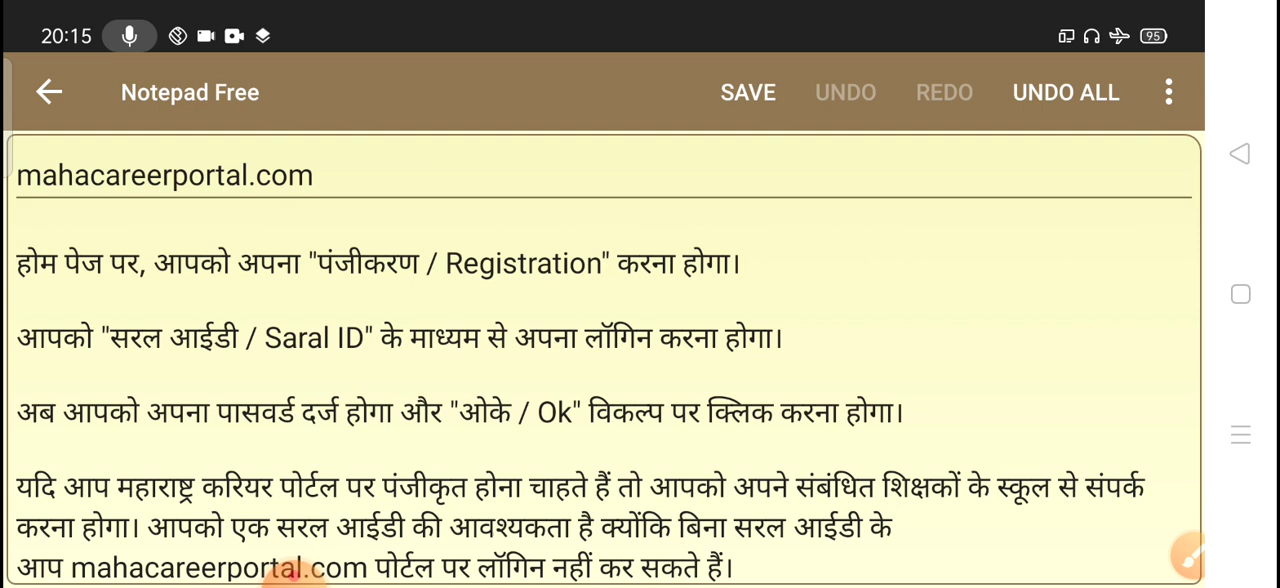 20:15
95
Notepad Free
SAVE
UNDO
REDO
UNDO ALL
mahacareerportal.com
होम पेज पर, आपको अपना "पंजीकरण / Registration" करना होगा।
आपको "सरल आईडी / Saral ID" के माध्यम से अपना लॉगिन करना होगा।
अब आपको अपना पासवर्ड दर्ज होगा और "ओके / Ok" विकल्प पर क्लिक करना होगा।
यदि आप महाराष्ट्र करियर पोर्टल पर पंजीकृत होना चाहते हैं तो आपको अपने संबंधित शिक्षकों के स्कूल से संपर्क
करना होगा। आपको एक सरल आईडी की आवश्यकता है क्योंकि बिना सरल आईडी के
आप mahacareerportal.com पोर्टल पर लॉगिन नहीं कर सकते हैं।